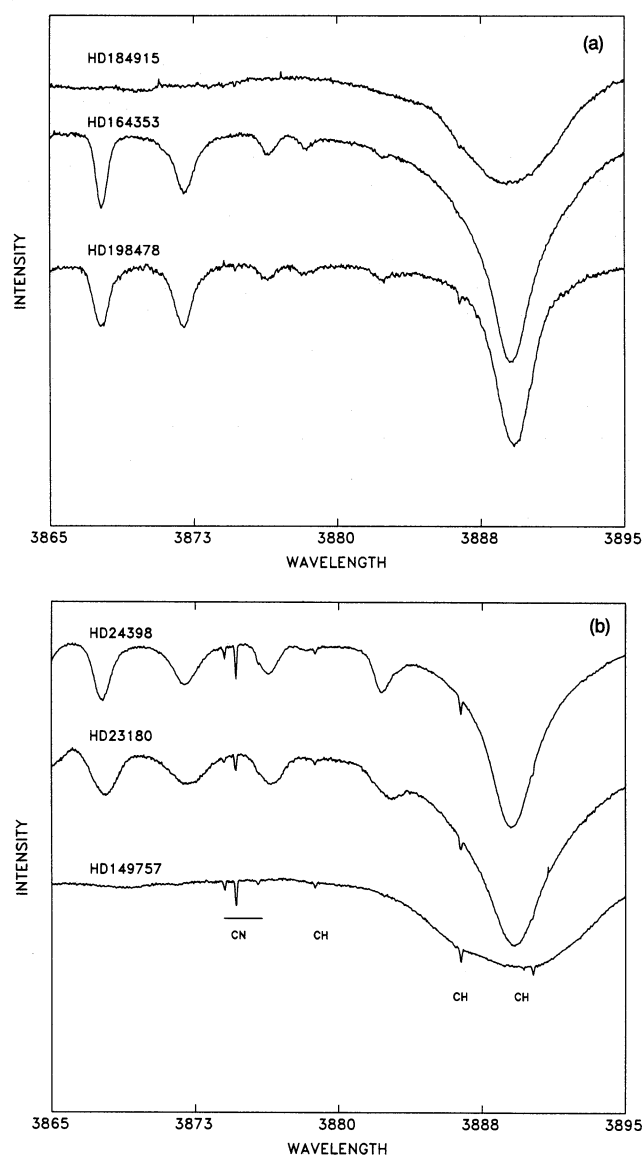 (a)
HD184915
HD164353
HD198478
INTENSITY
3865 3873 3880 3888 3895
WAVELENGTH
(b)
HD24398
HD23180
HD149757
CN CH
CH CH
INTENSITY
3865 3873 3880 3888 3895
WAVELENGTH